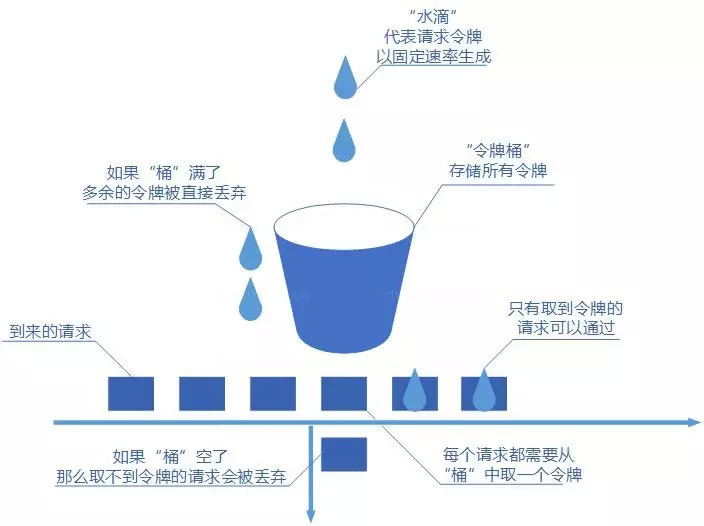 “水滴“
代表请求令牌
以固定速率生成
“令牌桶”
存储所有令牌
如果“桶”满了
多余的令牌被直接丢弃
只有取到令牌的
请求可以通过
到来的请求
如果“桶”空了
那么取不到令牌的请求会被丢弃
每个请求都需要从
“桶”中取一个令牌